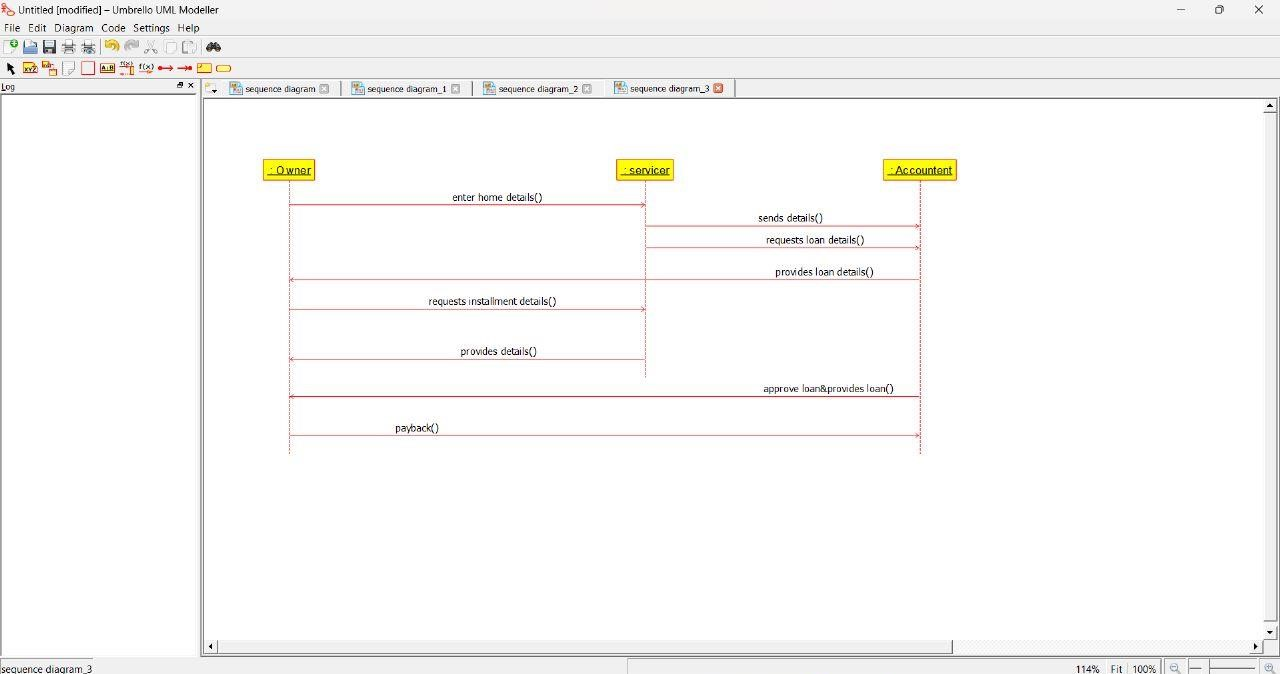 Untitled [modified] – Umbrello UML Modeller
File Edit Diagram Code Settings Help
Log
sequence diagram sequence diagram_1 sequence diagram_2 sequence diagram_3
: Owner : servicer : Accountent
enter home details()
sends details()
requests loan details()
provides loan details()
requests installment details()
provides details()
approve loan&provides loan()
payback()
sequence diagram_3 114% Fit 100%